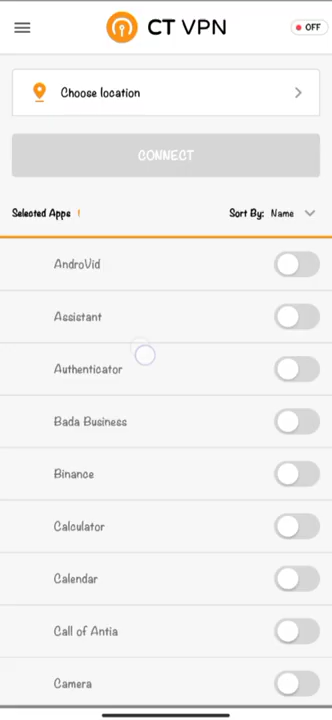 CT VPN
OFF
Choose location
CONNECT
Selected Apps !
Sort By: Name
AndroVid
Assistant
Authenticator
Bada Business
Binance
Calculator
Calendar
Call of Antia
Camera